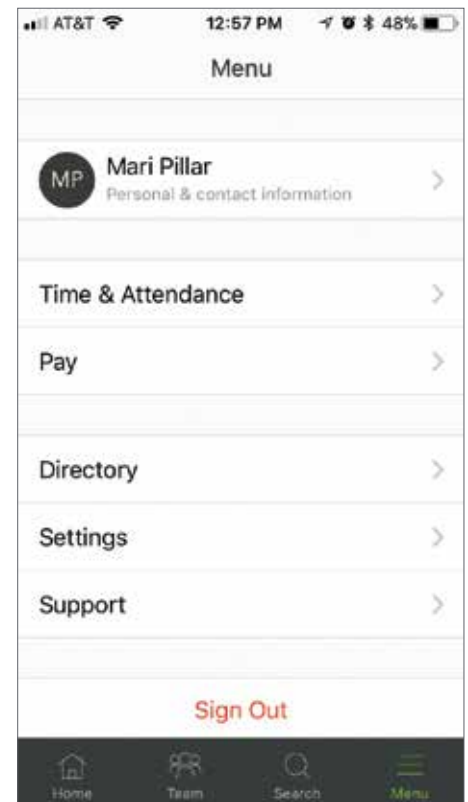 AT&T 12:57 PM 48%
Menu
MP
Mari Pillar
Personal & contact information
Time & Attendance
Pay
Directory
Settings
Support
Sign Out
Home Team Search Menu